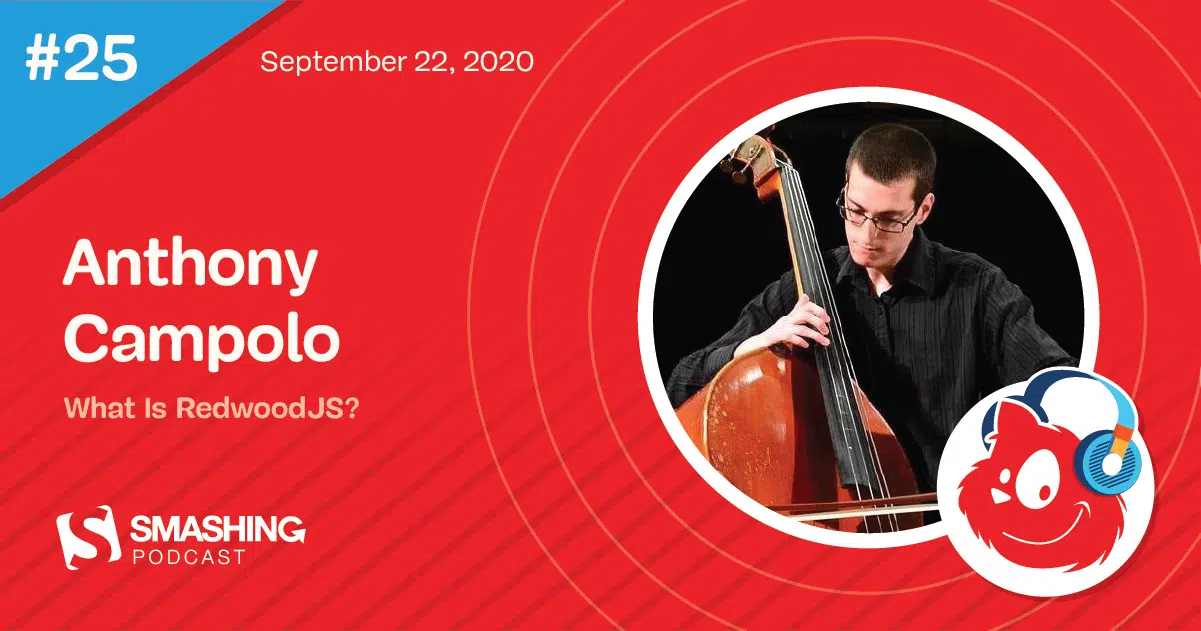 #25
September 22, 2020
Anthony
Campolo
What Is RedwoodJS?
SMASHING
PODCAST